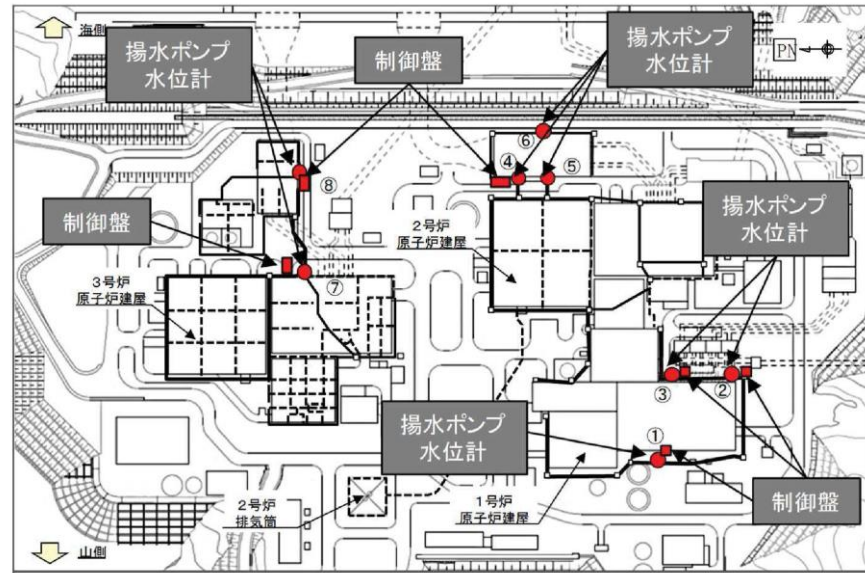 海側
揚水ポンプ
水位計
制御盤
揚水ポンプ
水位計
PN
⑥
④
⑤
⑧
制御盤
2号炉
原子炉建屋
揚水ポンプ
水位計
3号炉
原子炉建屋
⑦
③
②
揚水ポンプ
水位計
①
2号炉
排気筒
1号炉
原子炉建屋
制御盤
山側